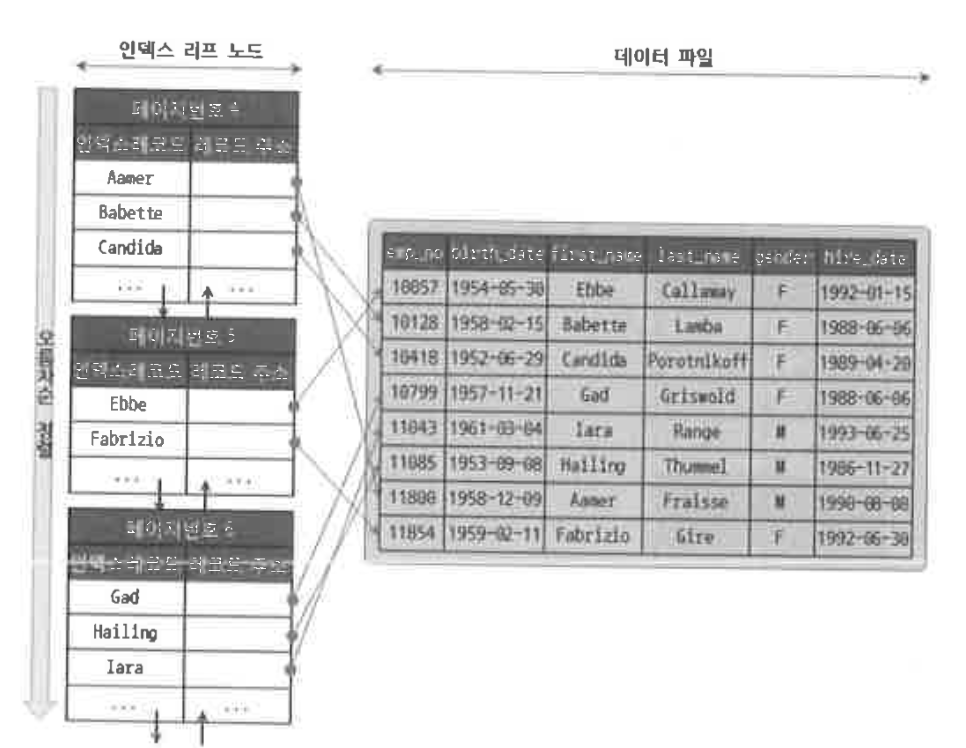 인덱스 리프 노드
데이터 파일
오름차순 정렬
페이지번호 4
인덱스레코드 레코드 주소
Aamer
Babette
Candida
... ...
페이지번호 5
인덱스레코드 레코드 주소
Ebbe
Fabrizio
... ...
페이지번호 6
인덱스레코드 레코드 주소
Gad
Hailing
Iara
... ...
emp_no birth_date first_name last_name gender hire_date
10057 1954-05-30 Ebbe Callaway F 1992-01-15
10128 1958-02-15 Babette Lamba F 1988-06-06
10418 1952-06-29 Candida Porotnikoff F 1989-04-20
10799 1957-11-21 Gad Griswold F 1988-06-06
11043 1961-03-04 Iara Range M 1993-06-25
11085 1953-09-08 Hailing Thummel M 1986-11-27
11800 1958-12-09 Aamer Fraisse M 1990-08-08
11854 1959-02-11 Fabrizio Gire F 1992-06-30